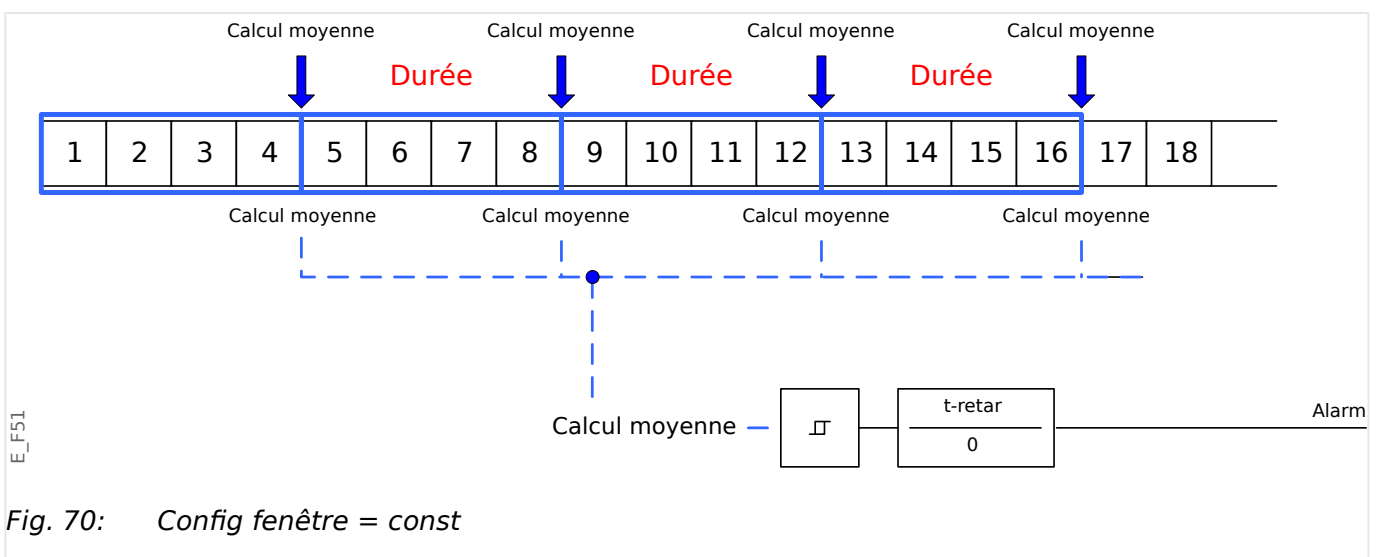 Calcul moyenne Calcul moyenne Calcul moyenne Calcul moyenne
Durée Durée Durée
1 2 3 4 5 6 7 8 9 10 11 12 13 14 15 16 17 18
Calcul moyenne Calcul moyenne Calcul moyenne Calcul moyenne
t-retar
Alarm
Calcul moyenne
0
E_F51
Fig. 70: Config fenêtre = const